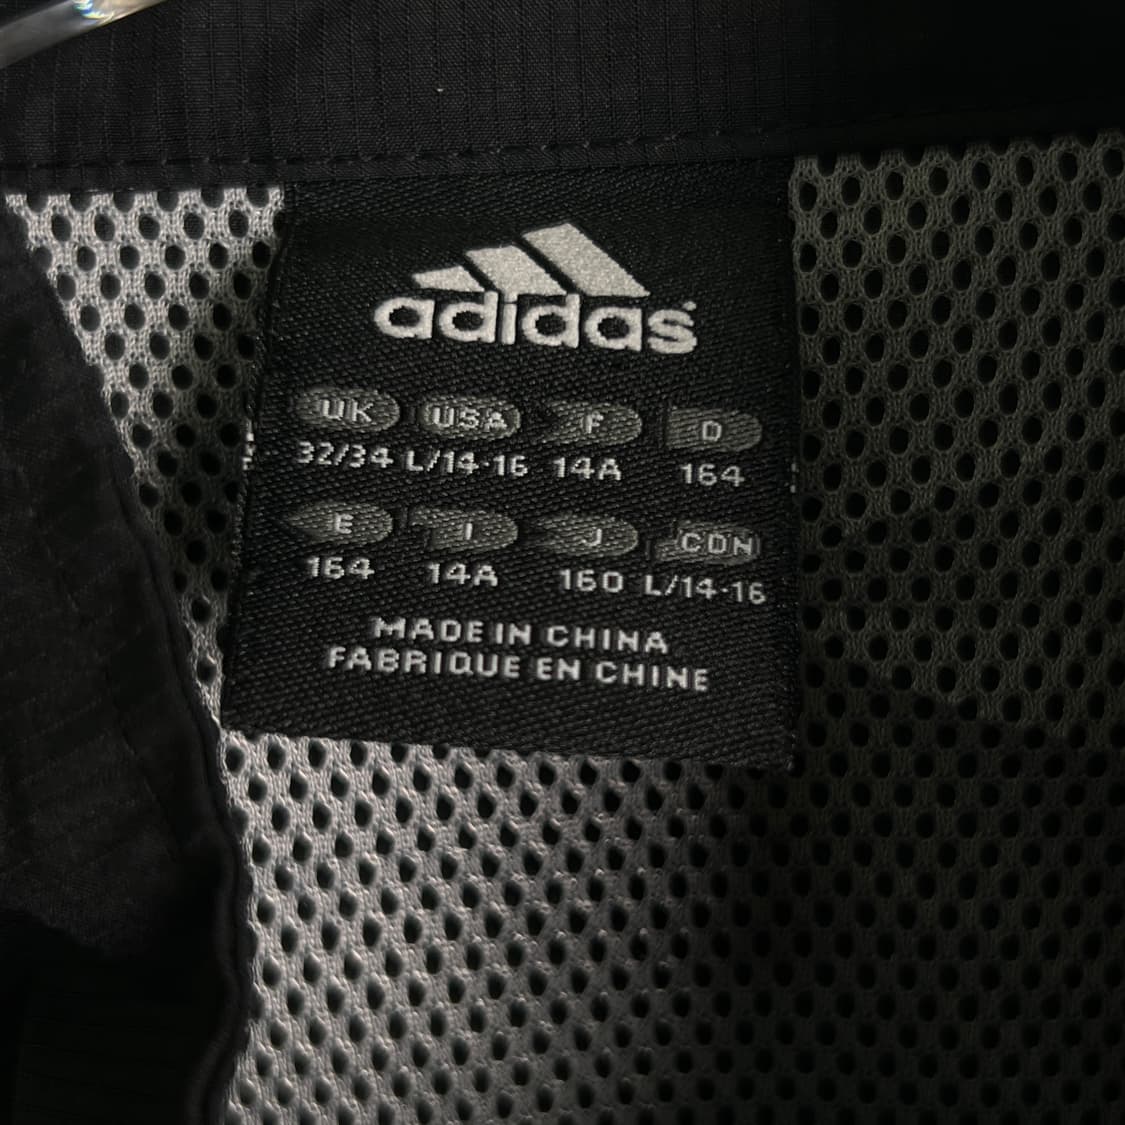 adidas
UK USA F D
32/34 L/14-16 14A 164
E I J CDN
164 14A 160 L/14-16
MADE IN CHINA
FABRIQUE EN CHINE